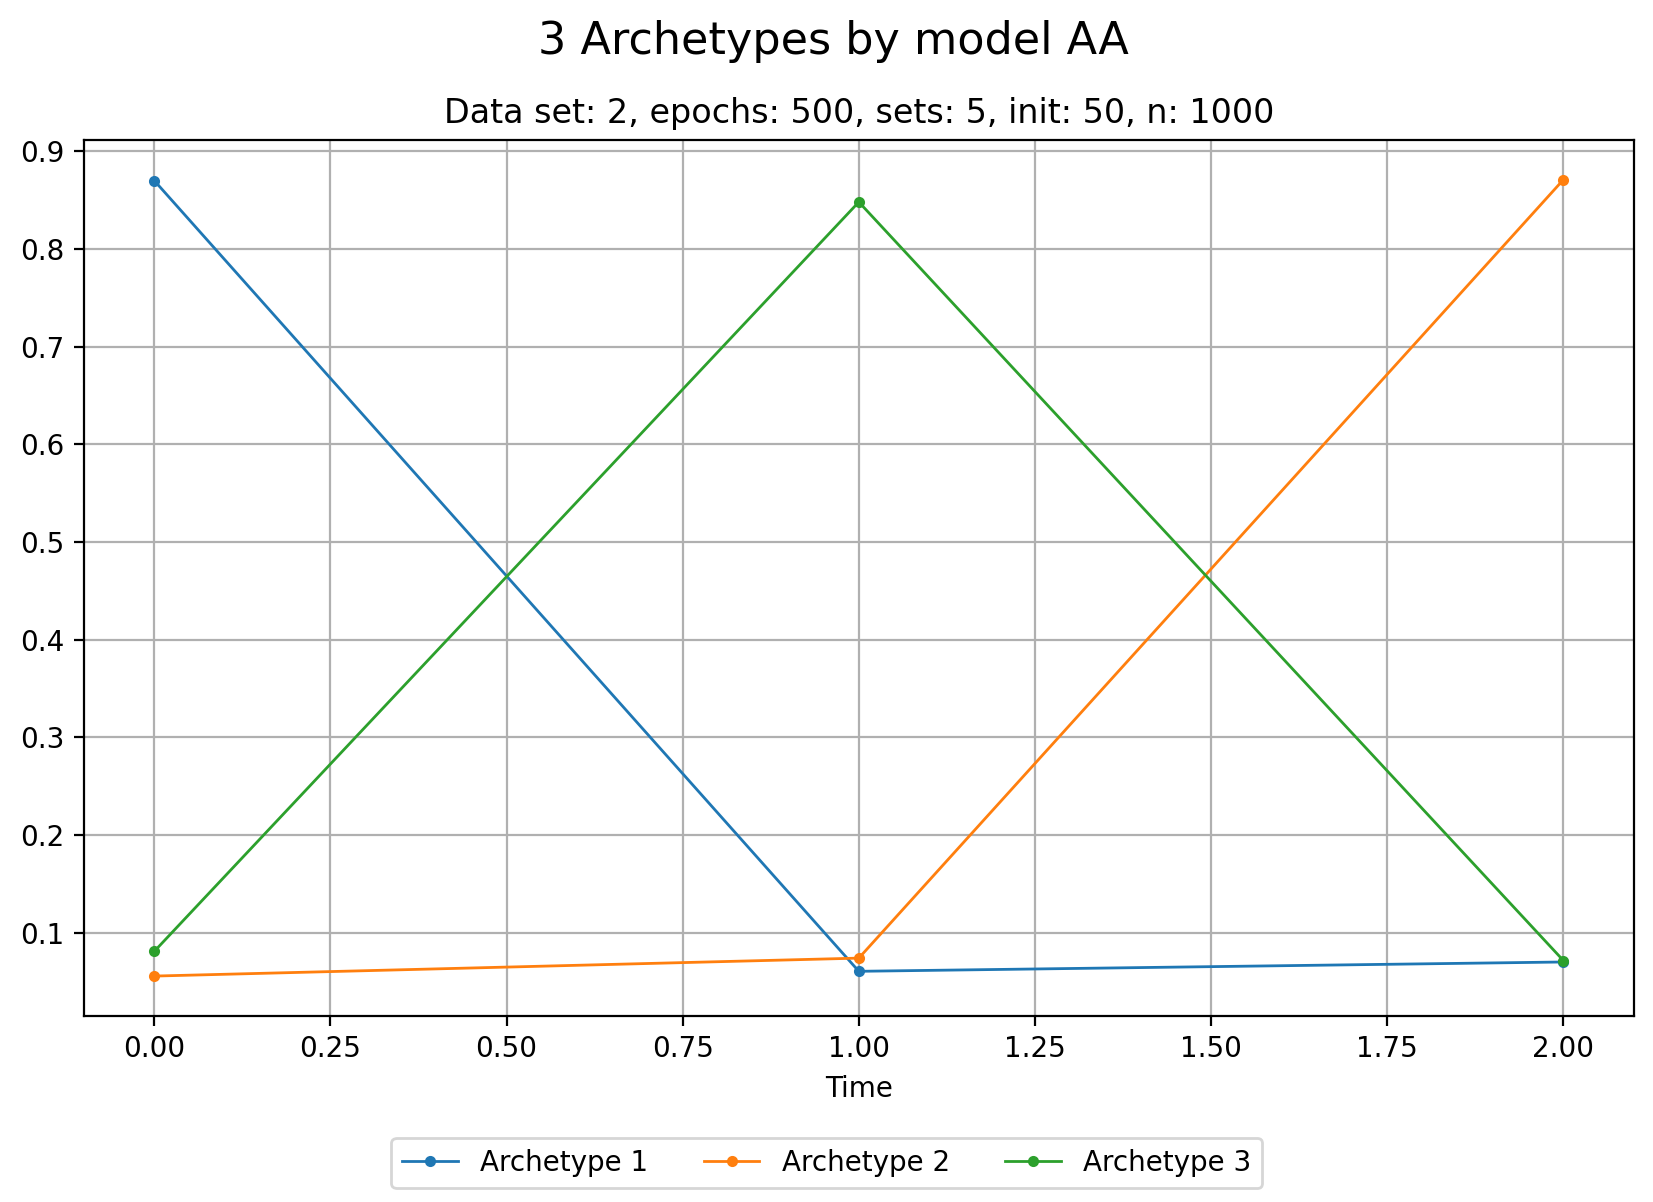 3 Archetypes by model AA
Data set: 2, epochs: 500, sets: 5, init: 50, n: 1000
0.9
0.8
0.7
0.6
0.5
0.4
0.3
0.2
0.1
0.00 0.25 0.50 0.75 1.00 1.25 1.50 1.75 2.00
Time
Archetype 1 Archetype 2 Archetype 3